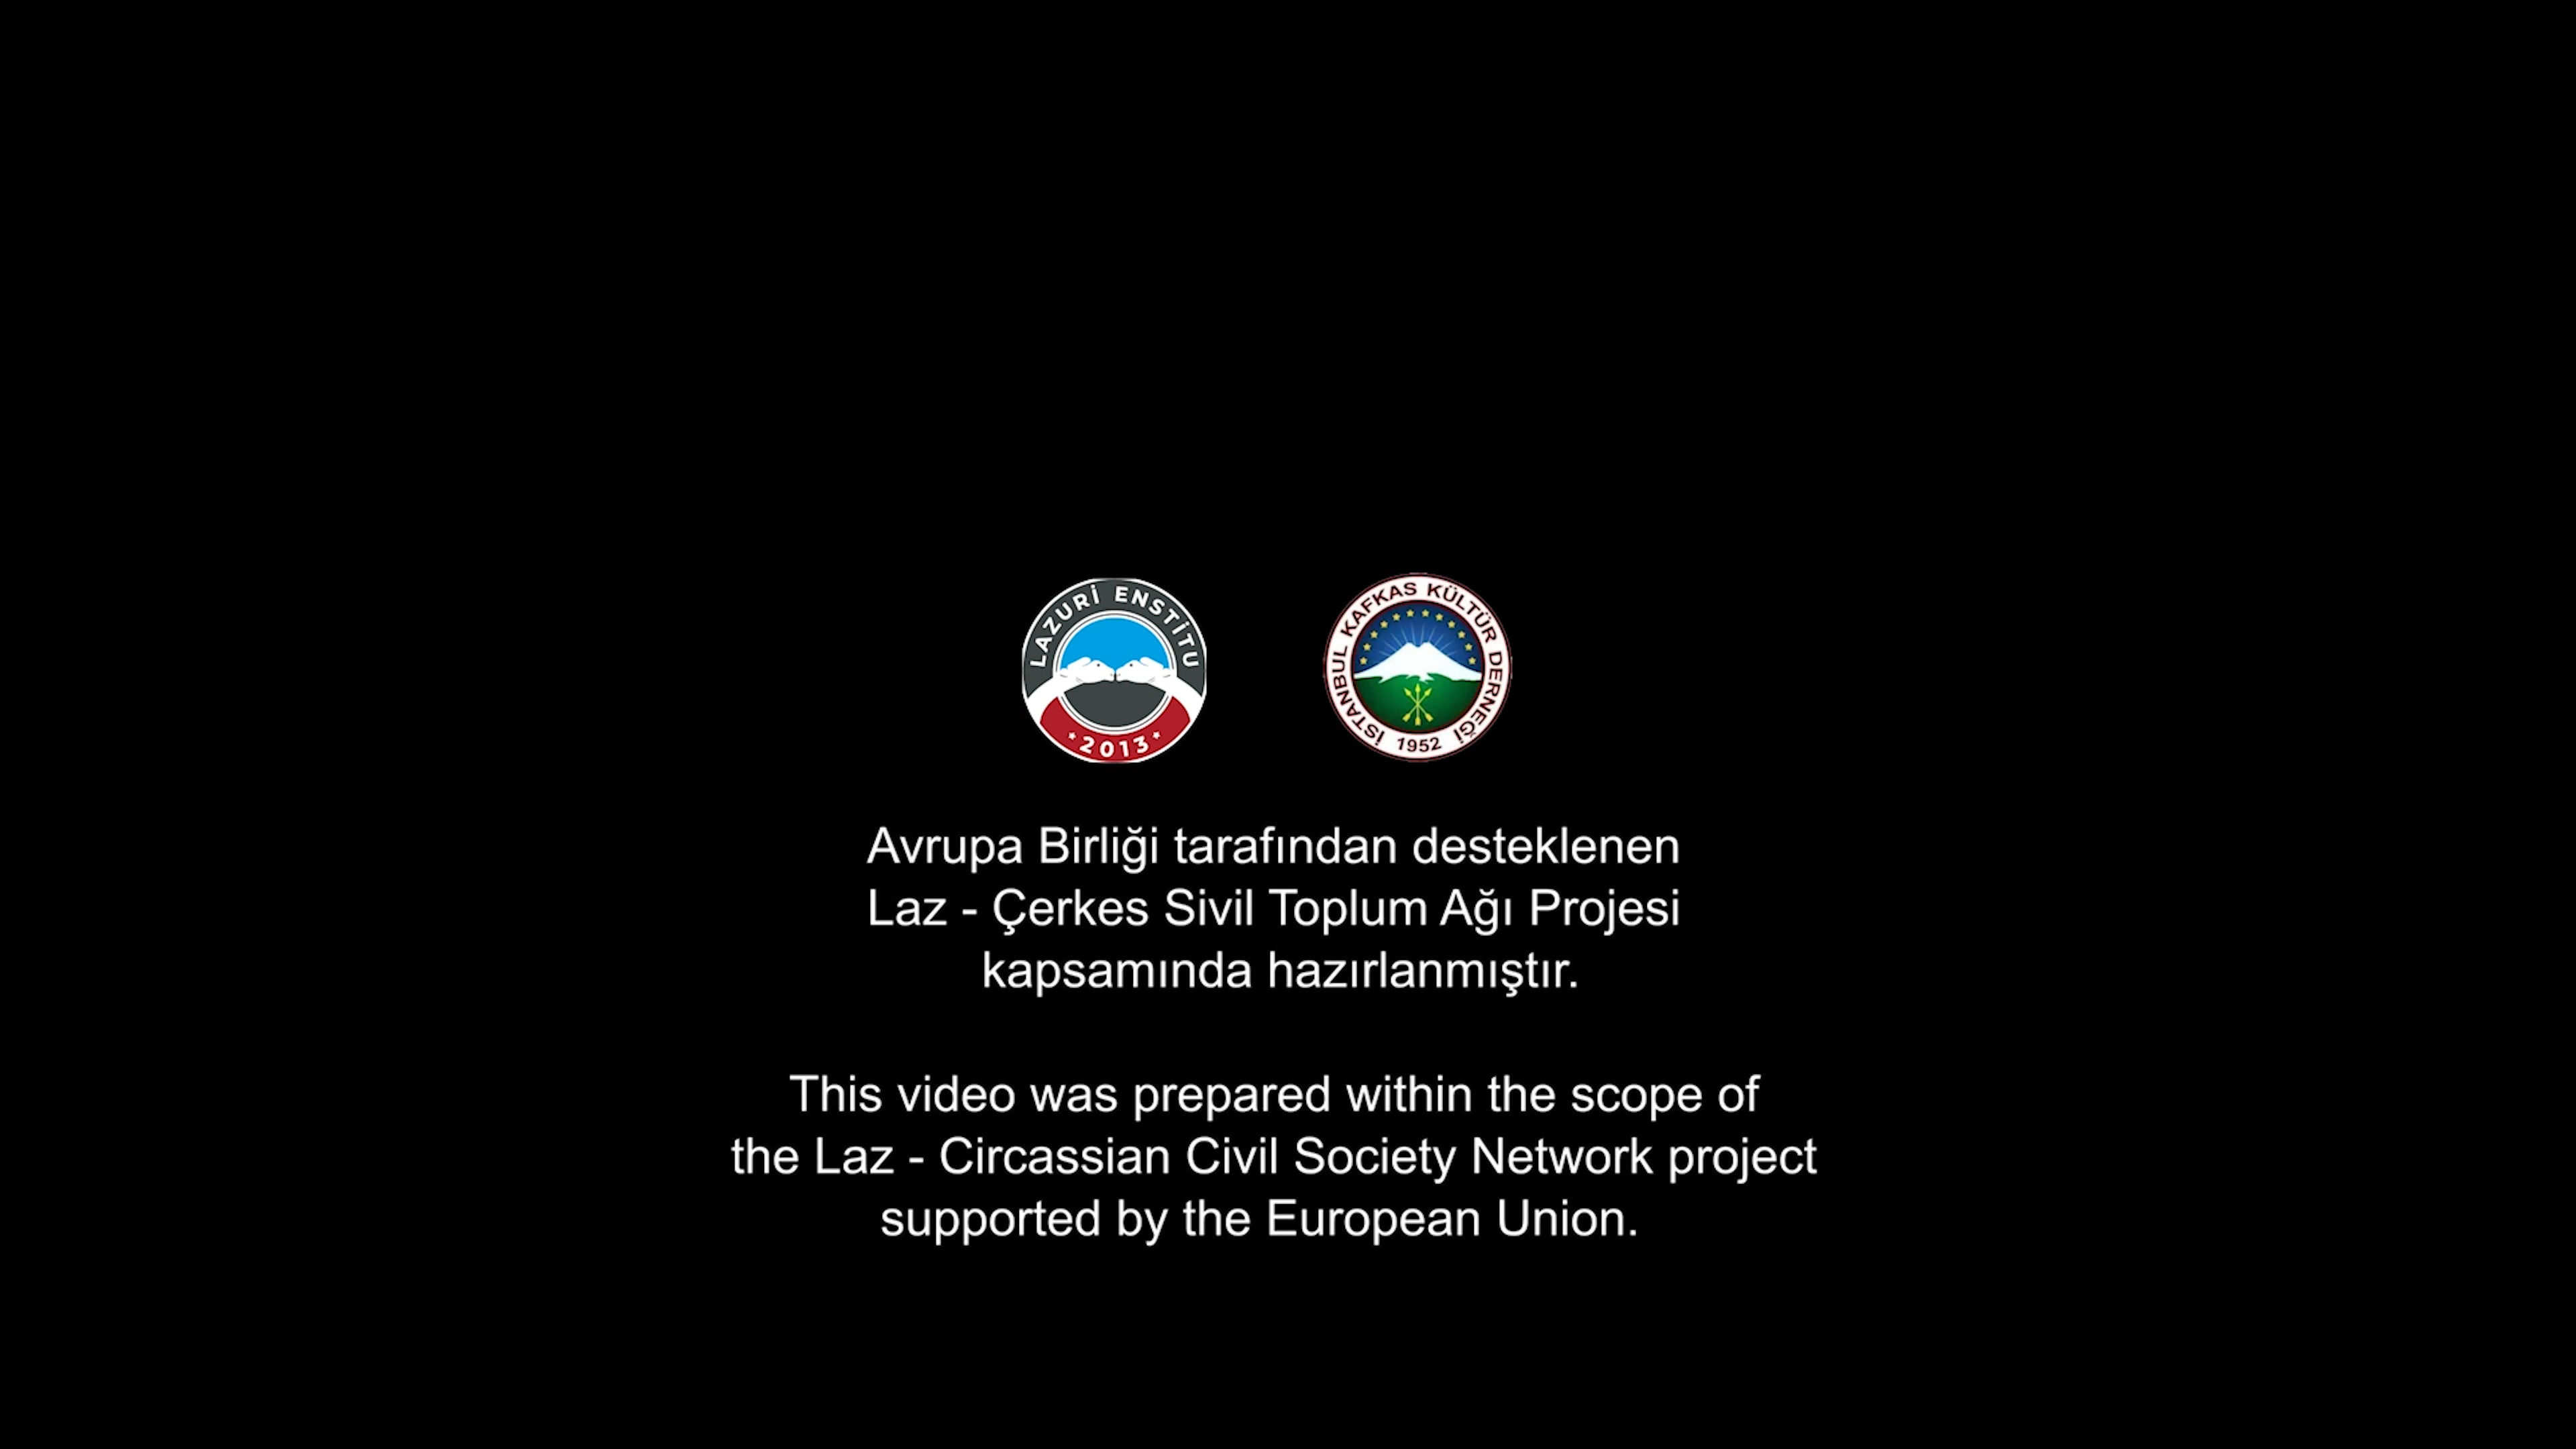 LAZURİ ENSTİTU
2013
İSTANBUL KAFKAS KÜLTÜR DERNEĞİ
1952
Avrupa Birliği tarafından desteklenen
Laz - Çerkes Sivil Toplum Ağı Projesi
kapsamında hazırlanmıştır.
This video was prepared within the scope of
the Laz - Circassian Civil Society Network project
supported by the European Union.